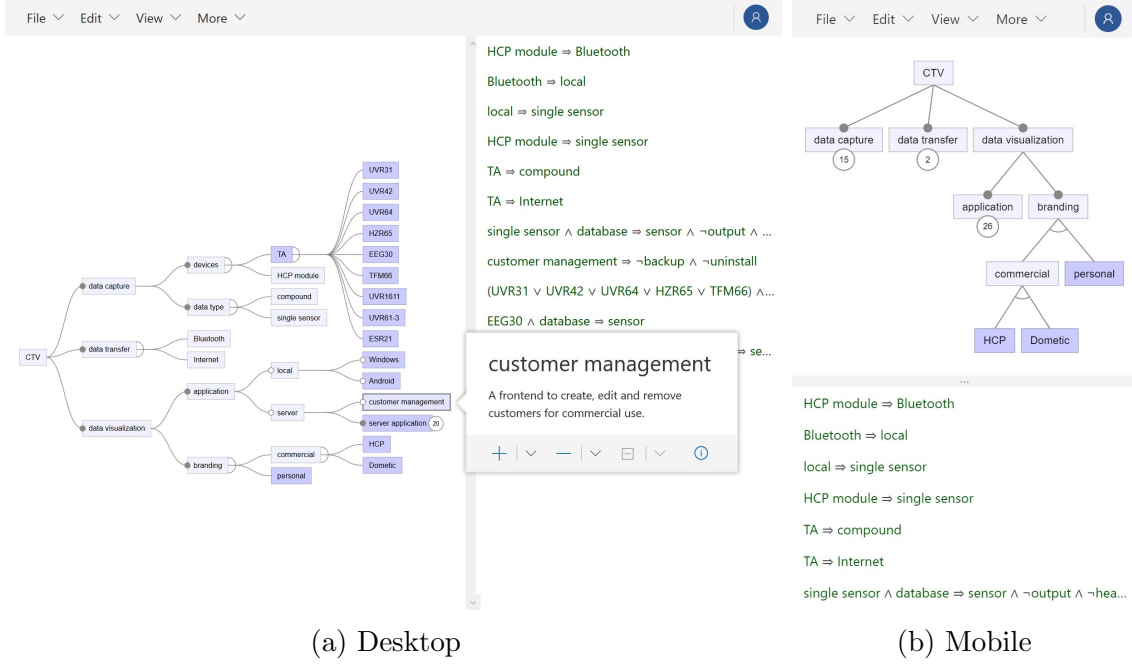 File Edit View More
HCP module ⇒ Bluetooth
Bluetooth ⇒ local
local ⇒ single sensor
HCP module ⇒ single sensor
TA ⇒ compound
TA ⇒ Internet
single sensor ∧ database ⇒ sensor ∧ ¬output ∧ ...
customer management ⇒ ¬backup ∧ ¬uninstall
(UVR31 ∨ UVR42 ∨ UVR64 ∨ HZR65 ∨ TFM66) ∧...
EEG30 ∧ database ⇒ sensor
⇒ se...
CTV
data capture
devices
TA
UVR31
UVR42
UVR64
HZR65
EEG30
TFM66
UVR1611
UVR61-3
ESR21
HCP module
data type
compound
single sensor
data transfer
Bluetooth
Internet
data visualization
application
local
Windows
Android
server
customer management
server application 20
branding
commercial
HCP
Dometic
personal
customer management
A frontend to create, edit and remove
customers for commercial use.
(a) Desktop
File Edit View More
CTV
data capture data transfer data visualization
15 2
application branding
26
commercial personal
HCP Dometic
...
HCP module ⇒ Bluetooth
Bluetooth ⇒ local
local ⇒ single sensor
HCP module ⇒ single sensor
TA ⇒ compound
TA ⇒ Internet
single sensor ∧ database ⇒ sensor ∧ ¬output ∧ ¬hea...
(b) Mobile